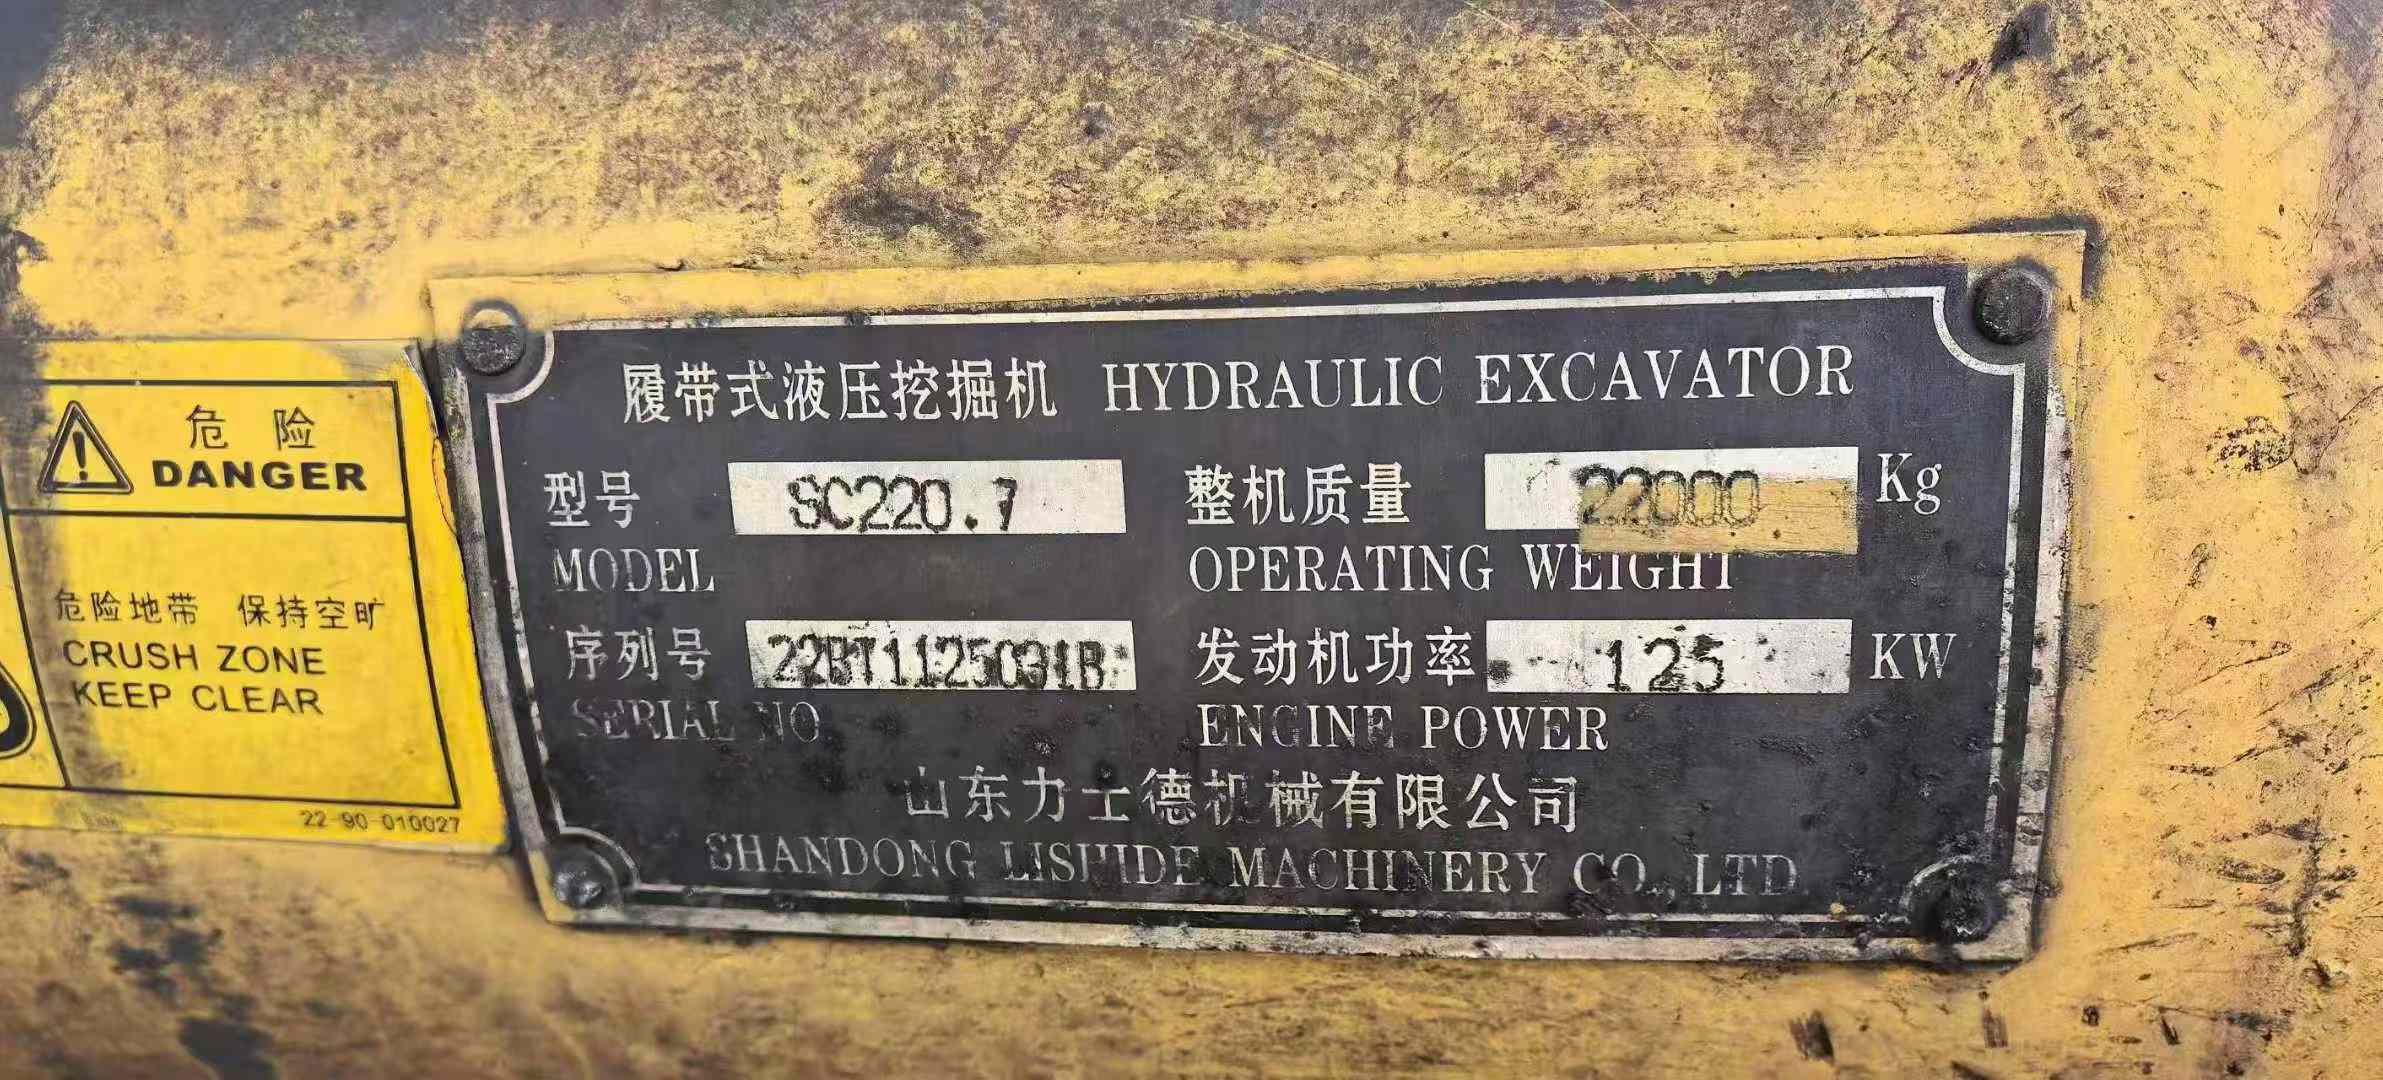 危险
DANGER
危险地带 保持空旷
CRUSH ZONE
KEEP CLEAR
22-90-010027
履带式液压挖掘机 HYDRAULIC EXCAVATOR
型号 SC220.7 整机质量 22000 Kg
MODEL OPERATING WEIGHT
序列号 22BT1125031B 发动机功率 125 KW
SERIAL NO ENGINE POWER
山东力士德机械有限公司
SHANDONG LISHIDE MACHINERY CO., LTD